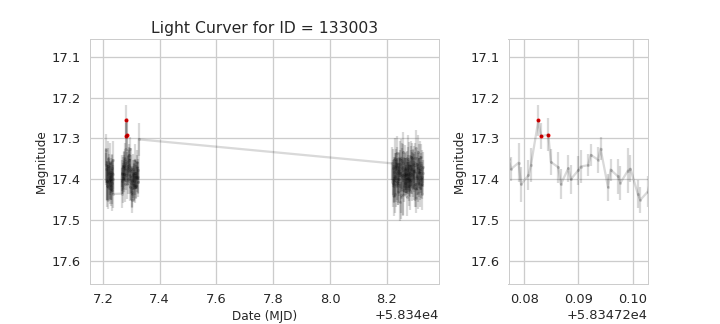 Light Curver for ID = 133003
Magnitude
17.1
17.2
17.3
17.4
17.5
17.6
7.2 7.4 7.6 7.8 8.0 8.2
Date (MJD)
+5.834e4
Magnitude
17.1
17.2
17.3
17.4
17.5
17.6
0.08 0.09 0.10
+5.83472e4